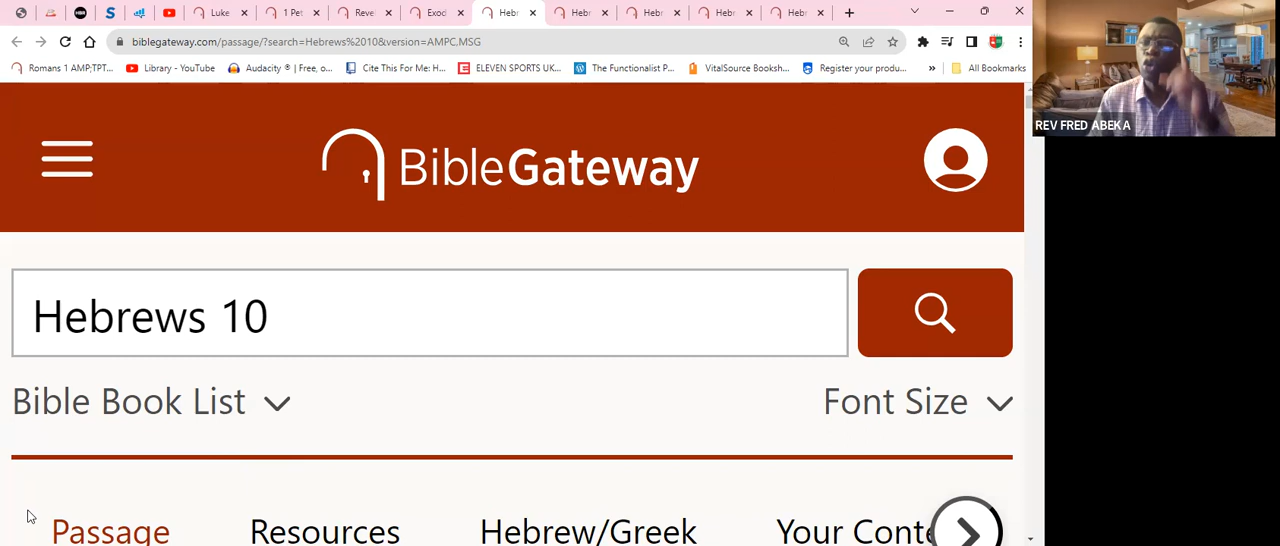 Luke
1 Pet
Reve
Exod
Hebr
Hebr
Hebr
Hebr
Hebr
biblegateway.com/passage/?search=Hebrews%2010&version=AMPC,MSG
Romans 1 AMP;TPT...
Library - YouTube
Audacity ® | Free, o...
Cite This For Me: H...
ELEVEN SPORTS UK...
The Functionalist P...
VitalSource Booksh...
Register your produ...
»
All Bookmarks
REV FRED ABEKA
BibleGateway
Hebrews 10
Bible Book List
Font Size
Passage
Resources
Hebrew/Greek
Your Conte